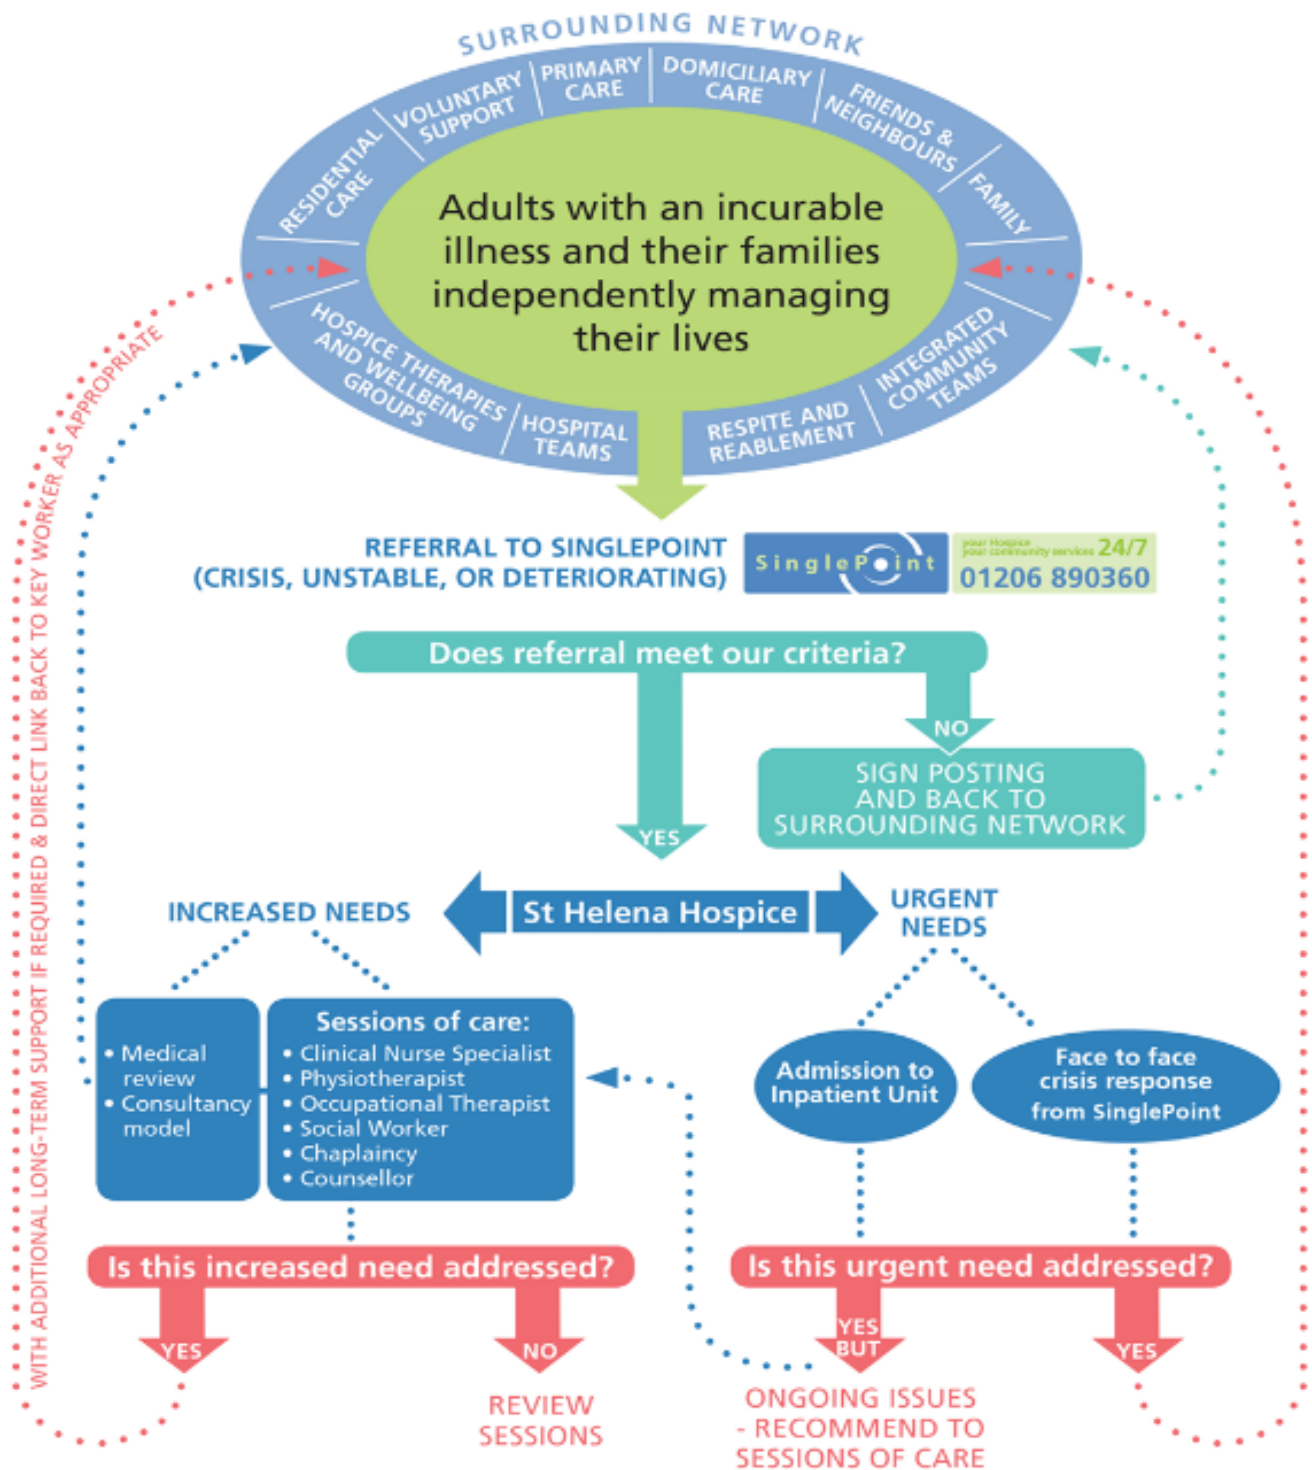 SURROUNDING NETWORK
RESIDENTIAL
CARE
VOLUNTARY
SUPPORT
PRIMARY
CARE
DOMICILIARY
CARE
FRIENDS &
NEIGHBOURS
FAMILY
Adults with an incurable
illness and their families
independently managing
their lives
HOSPICE THERAPIES
AND WELLBEING
GROUPS
HOSPITAL
TEAMS
RESPITE AND
REABLEMENT
INTEGRATED
COMMUNITY
TEAMS
REFERRAL TO SINGLEPOINT
(CRISIS, UNSTABLE, OR DETERIORATING)
SinglePoint
your Hospice
your community services 24/7
01206 890360
Does referral meet our criteria?
NO
SIGN POSTING
AND BACK TO
SURROUNDING NETWORK
YES
INCREASED NEEDS
St Helena Hospice
URGENT
NEEDS
• Medical
review
• Consultancy
model
Sessions of care:
• Clinical Nurse Specialist
• Physiotherapist
• Occupational Therapist
• Social Worker
• Chaplaincy
• Counsellor
Admission to
Inpatient Unit
Face to face
crisis response
from SinglePoint
Is this increased need addressed?
YES
NO
REVIEW
SESSIONS
Is this urgent need addressed?
YES
BUT
YES
ONGOING ISSUES
- RECOMMEND TO
SESSIONS OF CARE
WITH ADDITIONAL LONG-TERM SUPPORT IF REQUIRED & DIRECT LINK BACK TO KEY WORKER AS APPROPRIATE